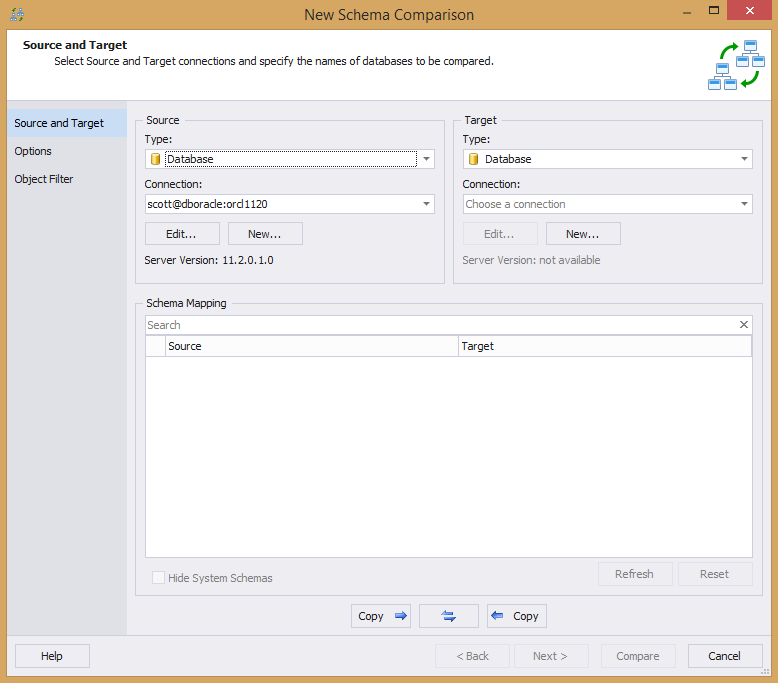 New Schema Comparison
Source and Target
Select Source and Target connections and specify the names of databases to be compared.
Source and Target
Options
Object Filter
Source
Type:
Database
Connection:
scott@dboracle:orcl1120
Edit...
New...
Server Version: 11.2.0.1.0
Target
Type:
Database
Connection:
Choose a connection
Edit...
New...
Server Version: not available
Schema Mapping
Search
Source
Target
Hide System Schemas
Refresh
Reset
Copy
Copy
Help
< Back
Next >
Compare
Cancel